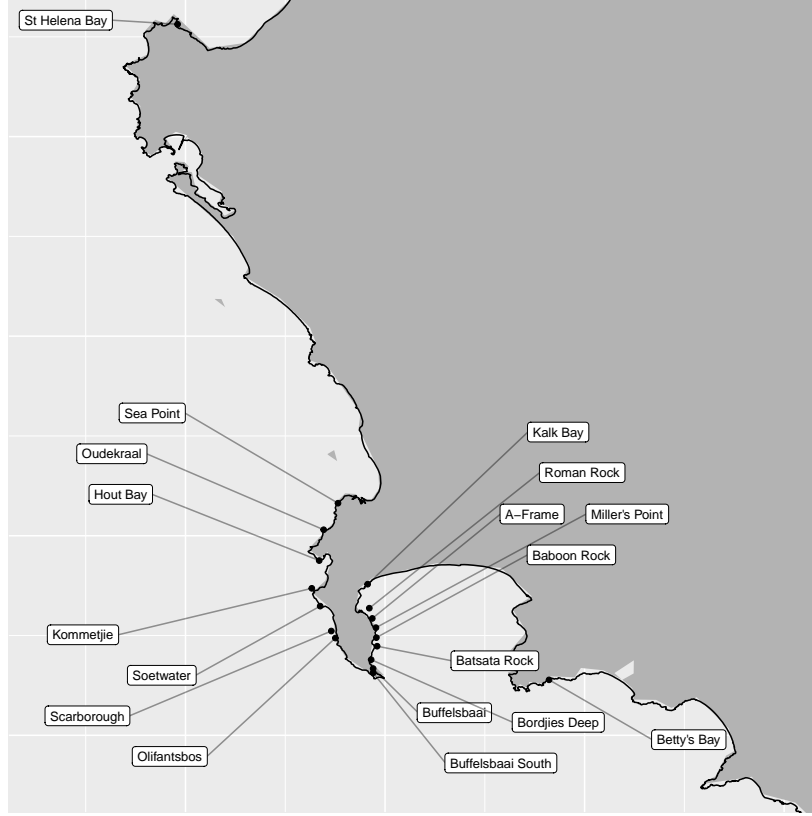 St Helena Bay
Sea Point
Kalk Bay
Oudekraal
Roman Rock
Hout Bay
A−Frame
Miller's Point
Baboon Rock
Kommetjie
Batsata Rock
Soetwater
Scarborough
Buffelsbaai
Bordjies Deep
Betty's Bay
Olifantsbos
Buffelsbaai South